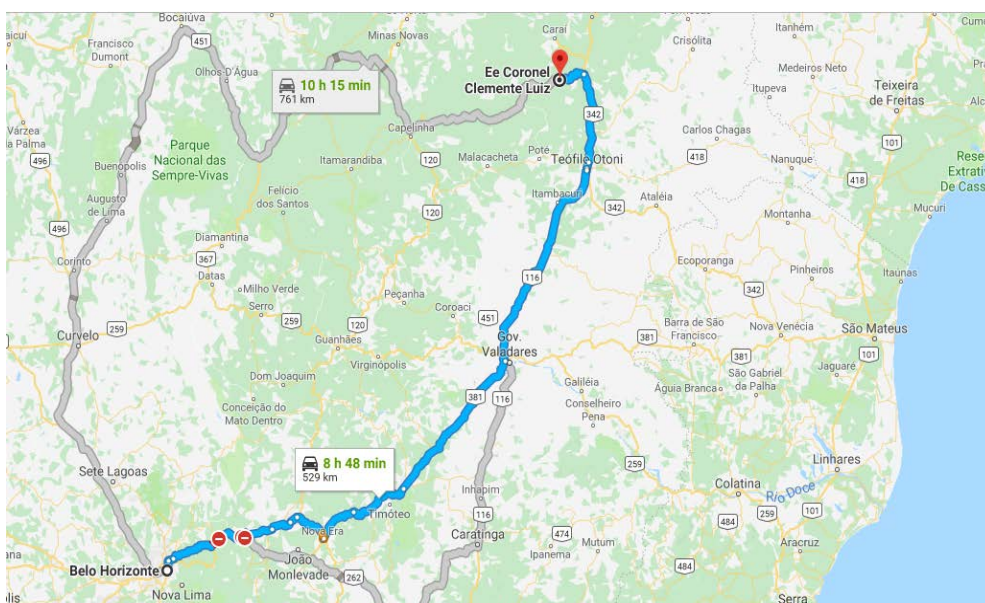 Bocaiúva
Minas Novas
Caraí
Crisólita
Itanhém
Francisco
Dumont
451
Olhos-D'Água
Ee Coronel
Clemente Luiz
Medeiros Neto
Itupeva
Teixeira
de Freitas
10 h 15 min
761 km
Várzea
da Palma
496
Parque
Nacional das
Sempre-Vivas
Capelinha
342
Carlos Chagas
101
Buenópolis
Itamarandiba
120
Malacacheta
Poté
Teófilo Otoni
418
Nanuque
418
Augusto
de Lima
Felício
dos Santos
Itambacuri
342
Ataléia
Mucuri
496
120
Montanha
Diamantina
Corinto
367
Datas
Ecoporanga
Pinheiros
Itaúnas
Milho Verde
116
342
Peçanha
Serro
Coroaci
451
259
Curvelo
259
120
Guanhães
Gov.
Valadares
381
Barra de São
Francisco
Nova Venécia
São Mateus
Virginópolis
381
101
Dom Joaquim
381
116
Galiléia
Águia Branca
São Gabriel
da Palha
Jaguaré
Conceição do
Mato Dentro
Conselheiro
Pena
8 h 48 min
529 km
Sete Lagoas
259
Linhares
Inhapim
Colatina
Rio Doce
Timóteo
116
259
101
Nova Era
484
Caratinga
474
Aracruz
Ipanema
Mutum
João
Monlevade
Belo Horizonte
262
484
Nova Lima
Serra